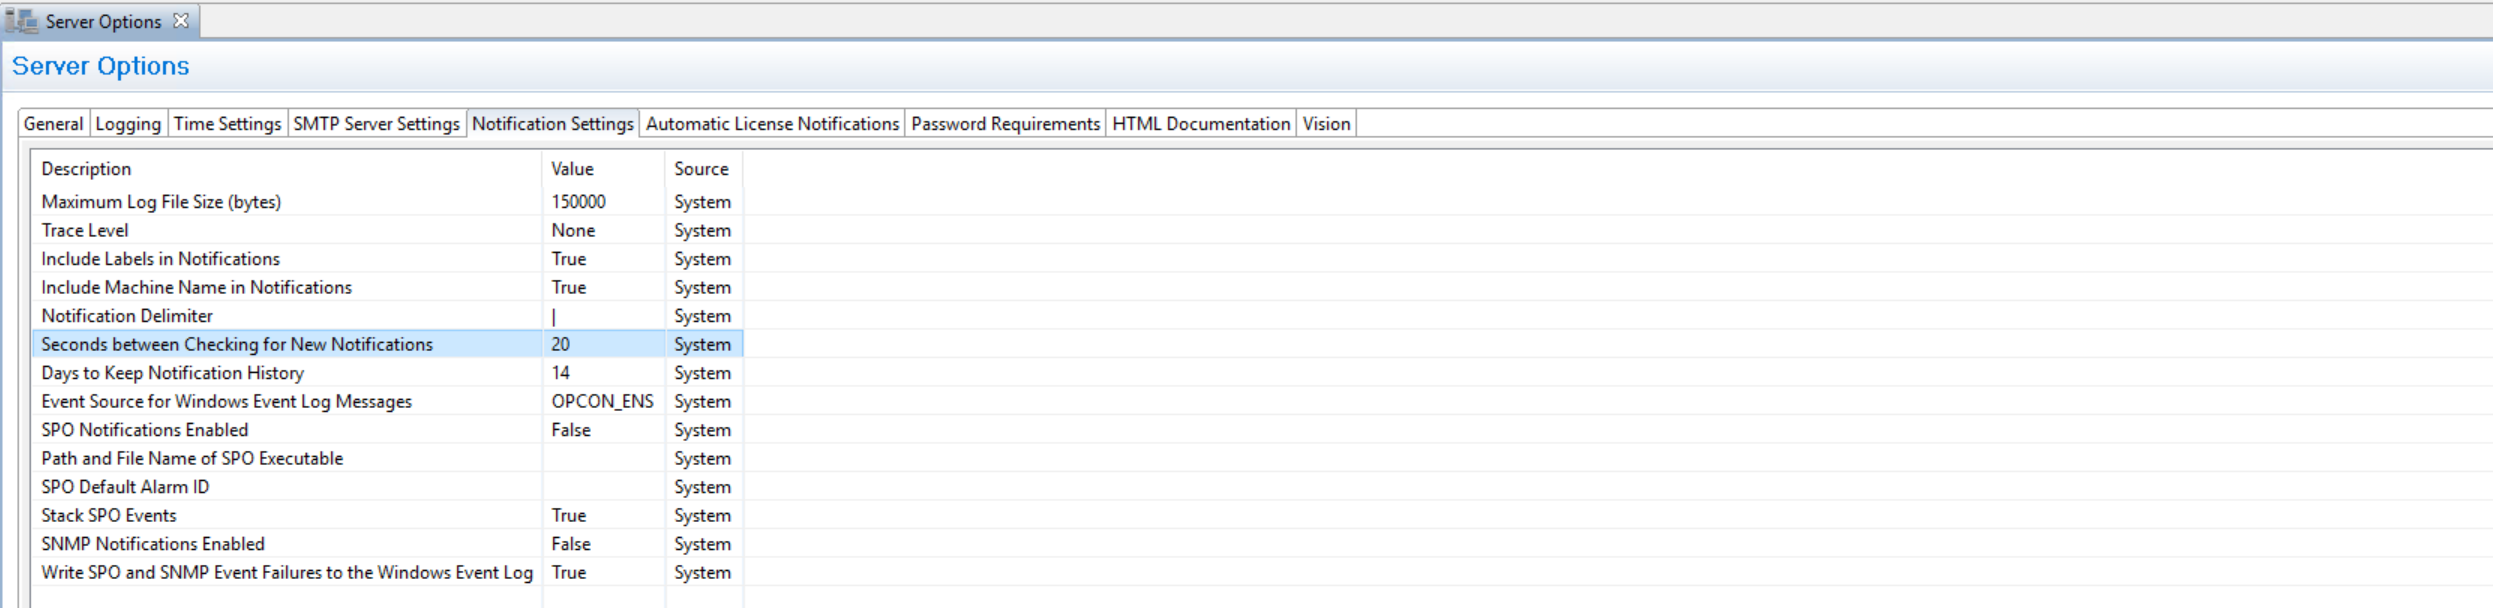 Server Options
Server Options
General Logging Time Settings SMTP Server Settings Notification Settings Automatic License Notifications Password Requirements HTML Documentation Vision
Description Value Source
Maximum Log File Size (bytes) 150000 System
Trace Level None System
Include Labels in Notifications True System
Include Machine Name in Notifications True System
Notification Delimiter | System
Seconds between Checking for New Notifications 20 System
Days to Keep Notification History 14 System
Event Source for Windows Event Log Messages OPCON_ENS System
SPO Notifications Enabled False System
Path and File Name of SPO Executable System
SPO Default Alarm ID System
Stack SPO Events True System
SNMP Notifications Enabled False System
Write SPO and SNMP Event Failures to the Windows Event Log True System